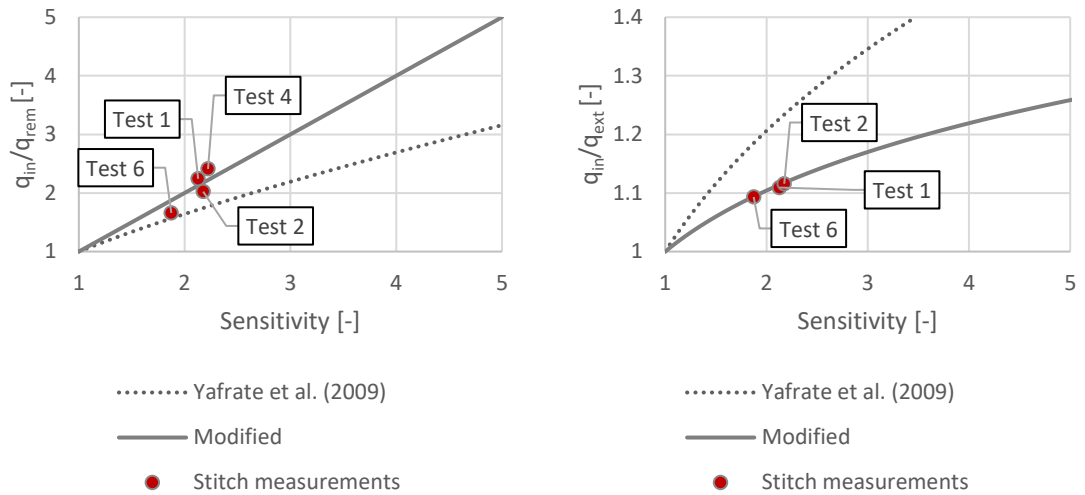 5
4
3
2
1
q_in/q_rem [-]
Test 4
Test 1
Test 6
Test 2
1 2 3 4 5
Sensitivity [-]
Yafrate et al. (2009)
Modified
Stitch measurements
1.4
1.3
1.2
1.1
1
q_in/q_ext [-]
Test 2
Test 1
Test 6
1 2 3 4 5
Sensitivity [-]
Yafrate et al. (2009)
Modified
Stitch measurements